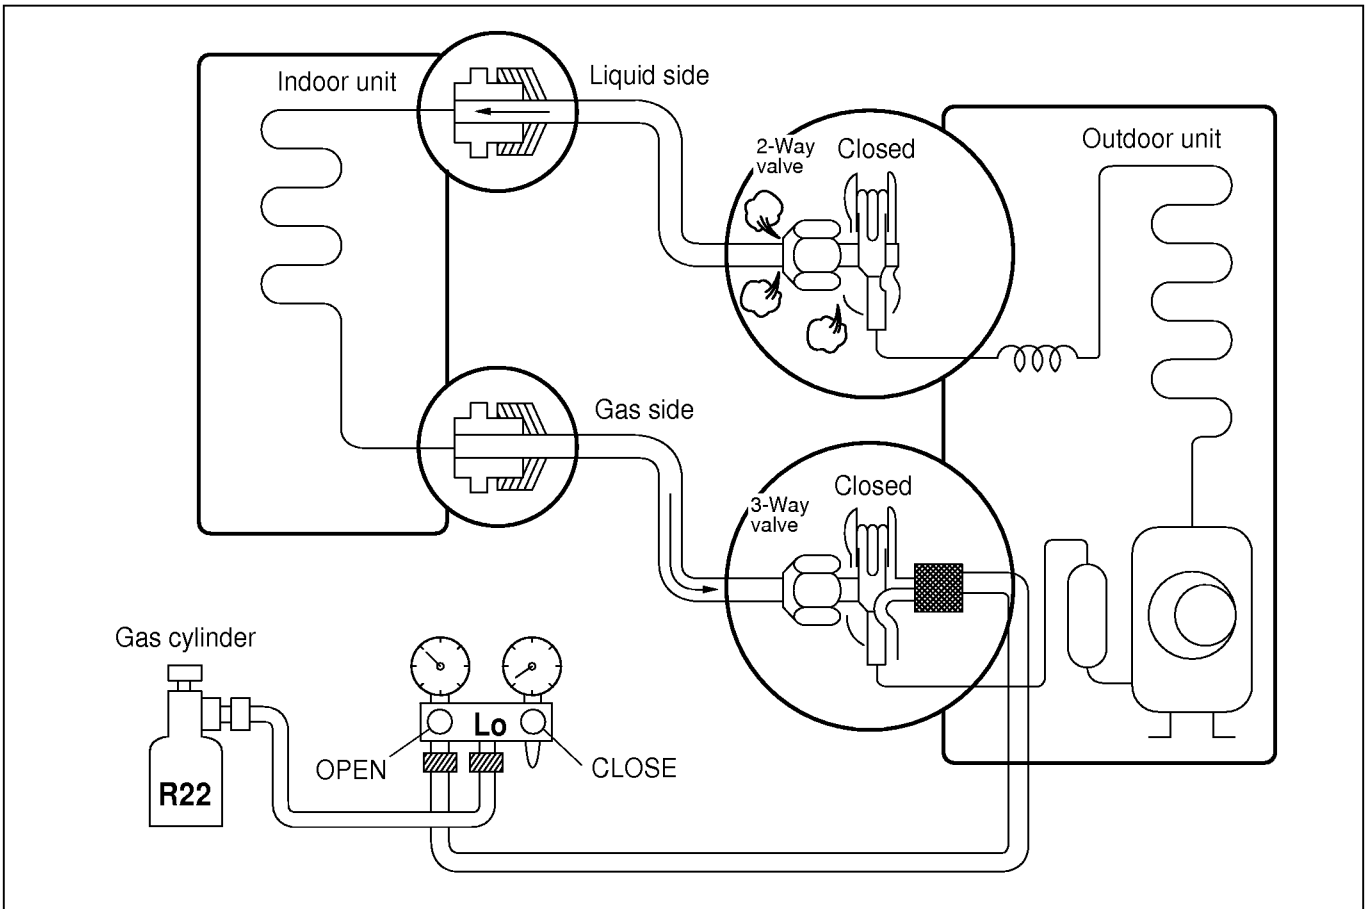 Indoor unit
Liquid side
2-Way
valve
Closed
Outdoor unit
Gas side
3-Way
valve
Closed
Gas cylinder
R22
Lo
OPEN
CLOSE